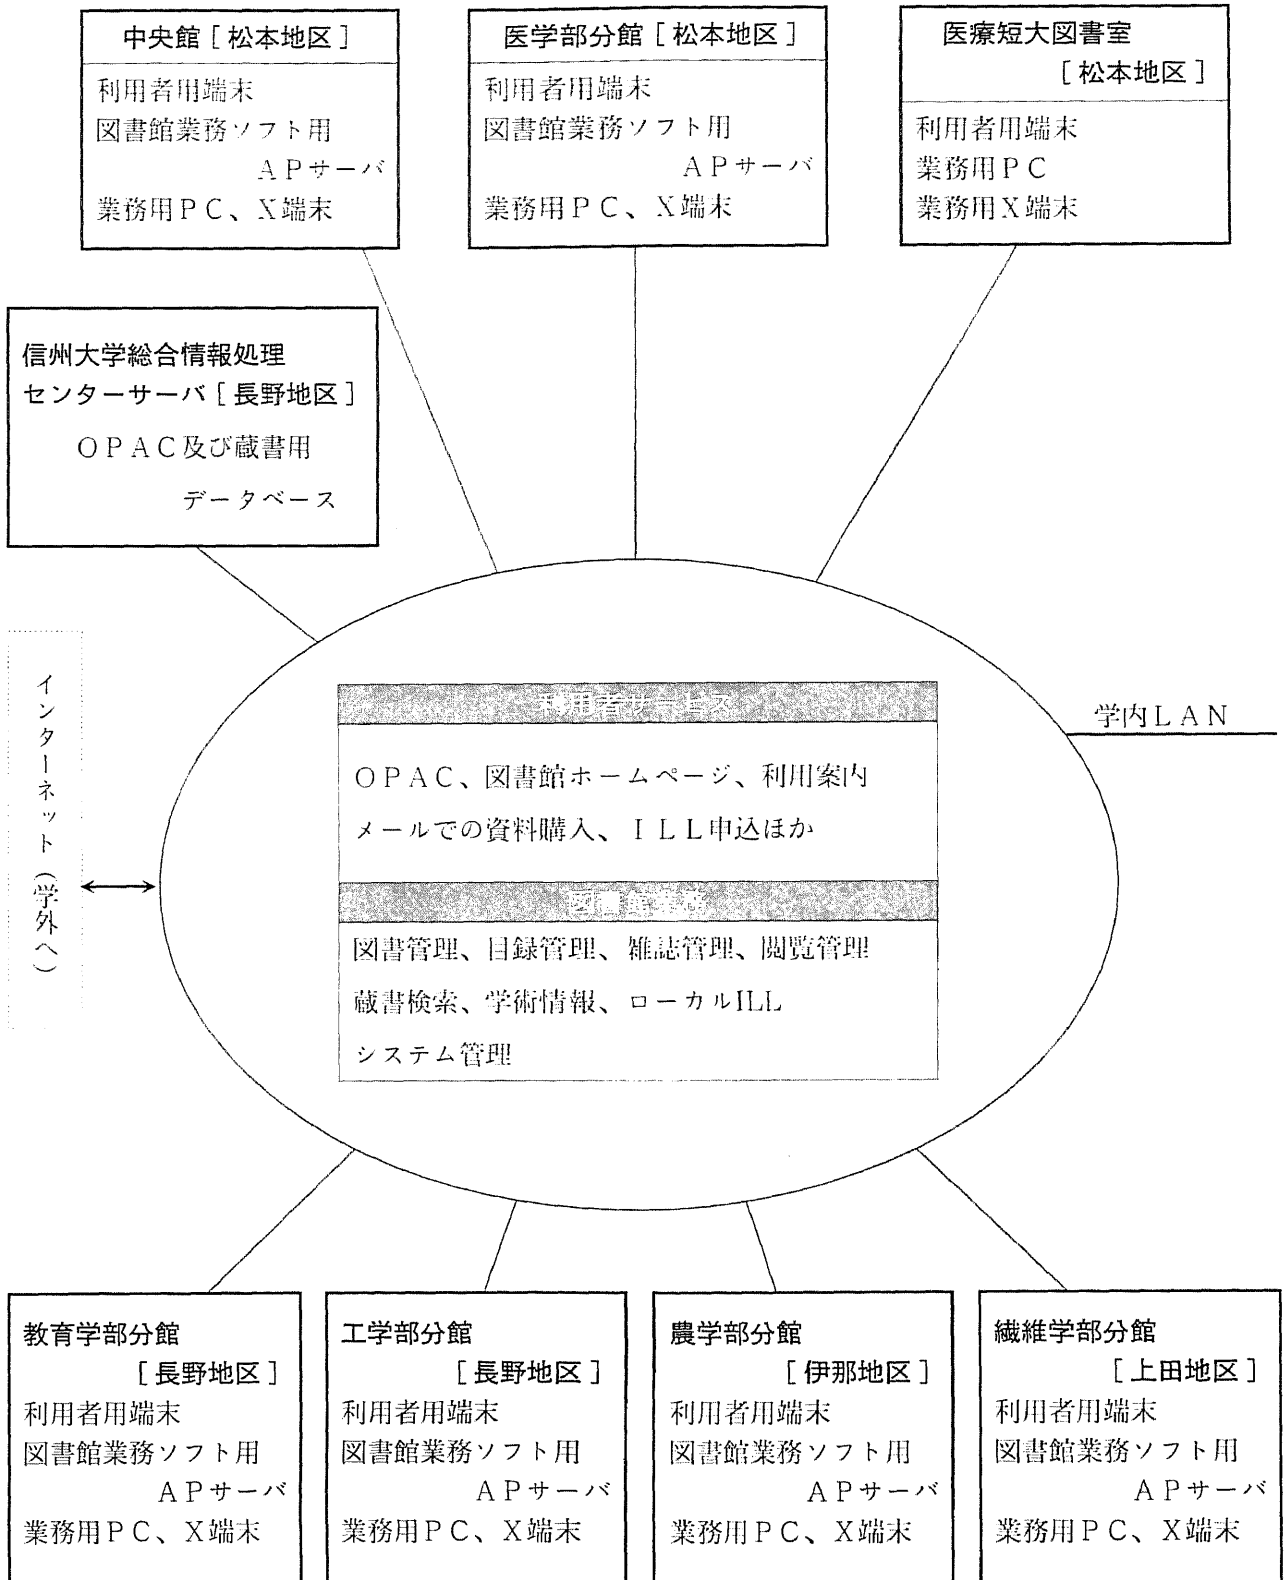 中央館［松本地区］
利用者用端末
図書館業務ソフト用
ＡＰサーバ
業務用ＰＣ、Ｘ端末
医学部分館［松本地区］
利用者用端末
図書館業務ソフト用
ＡＰサーバ
業務用ＰＣ、Ｘ端末
医療短大図書室
［松本地区］
利用者用端末
業務用ＰＣ
業務用Ｘ端末
信州大学総合情報処理
センターサーバ［長野地区］
ＯＰＡＣ及び蔵書用
データベース
インターネット（学外へ）
学内ＬＡＮ
利用者サービス
ＯＰＡＣ、図書館ホームページ、利用案内
メールでの資料購入、ＩＬＬ申込ほか
図書館業務
図書管理、目録管理、雑誌管理、閲覧管理
蔵書検索、学術情報、ローカルILL
システム管理
教育学部分館
［長野地区］
利用者用端末
図書館業務ソフト用
ＡＰサーバ
業務用ＰＣ、Ｘ端末
工学部分館
［長野地区］
利用者用端末
図書館業務ソフト用
ＡＰサーバ
業務用ＰＣ、Ｘ端末
農学部分館
［伊那地区］
利用者用端末
図書館業務ソフト用
ＡＰサーバ
業務用ＰＣ、Ｘ端末
繊維学部分館
［上田地区］
利用者用端末
図書館業務ソフト用
ＡＰサーバ
業務用ＰＣ、Ｘ端末